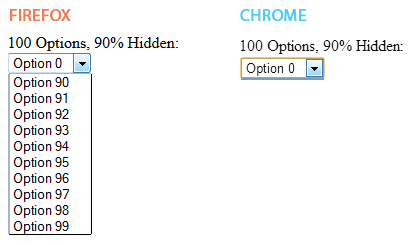 FIREFOX
100 Options, 90% Hidden:
Option 0
Option 90
Option 91
Option 92
Option 93
Option 94
Option 95
Option 96
Option 97
Option 98
Option 99
CHROME
100 Options, 90% Hidden:
Option 0